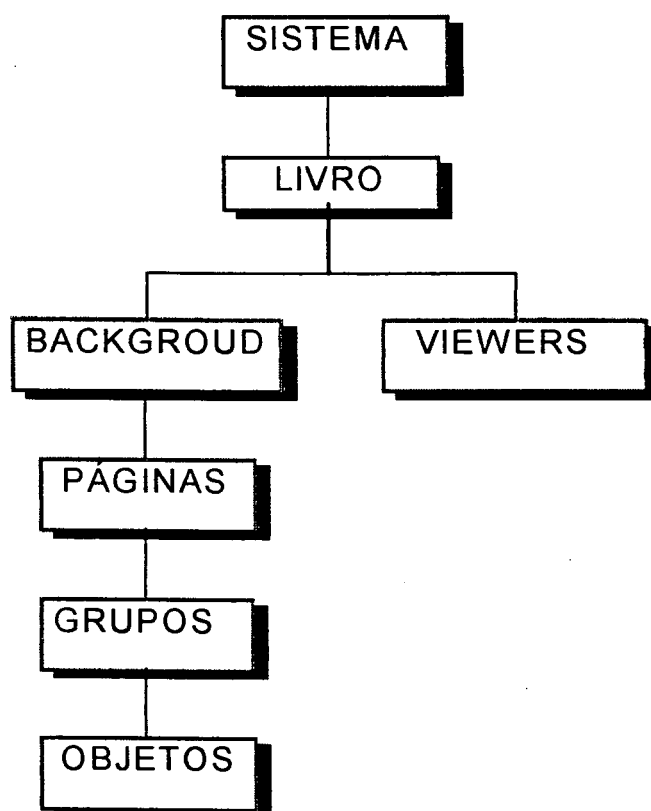 SISTEMA
LIVRO
BACKGROUD
VIEWERS
PÁGINAS
GRUPOS
OBJETOS